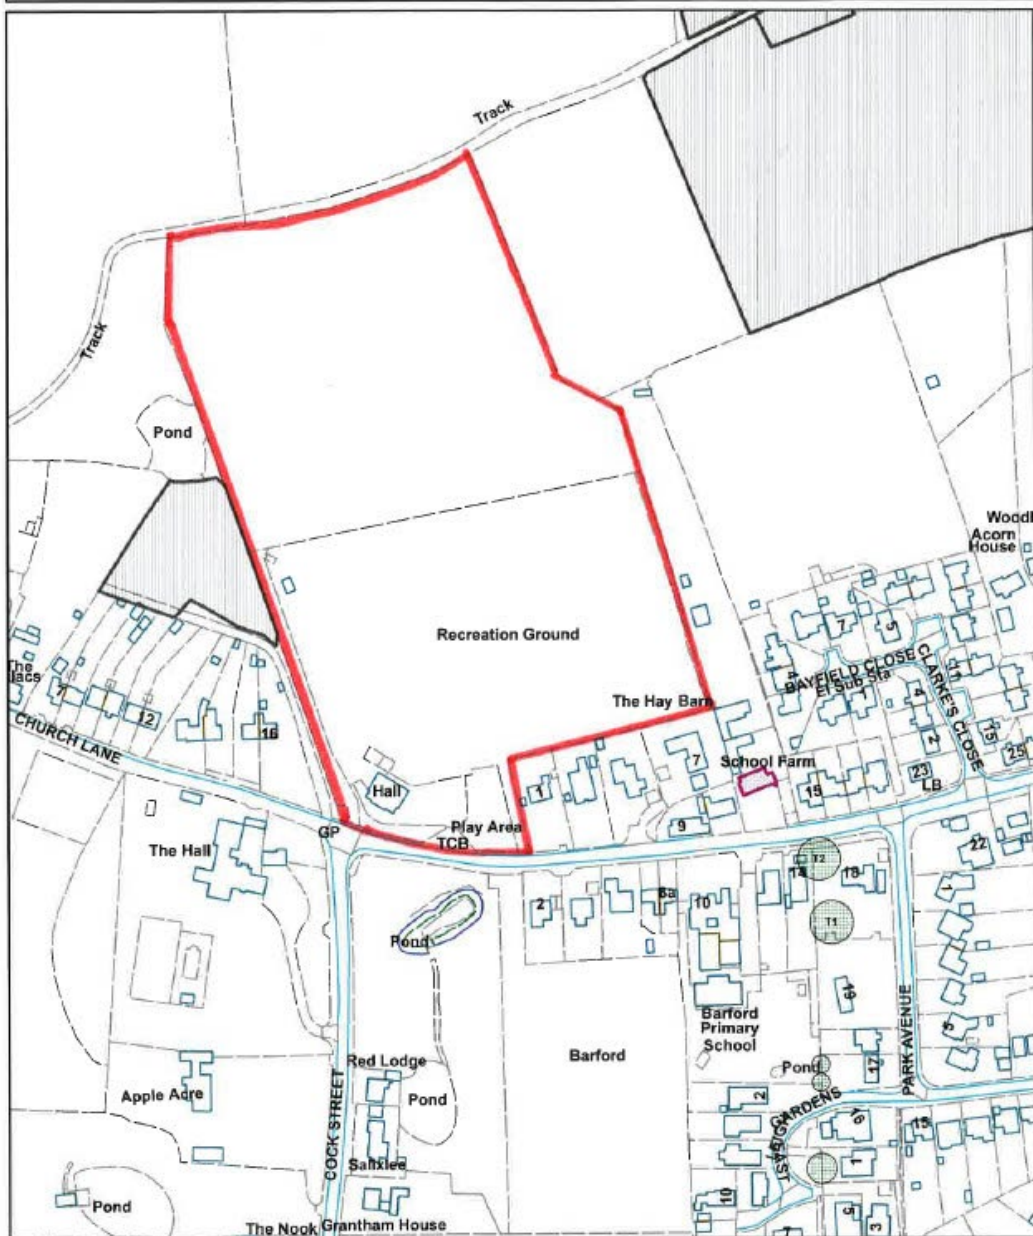 Track
Track
Pond
Woodl
Acorn
House
Recreation Ground
The
lacs
7
12
16
CHURCH LANE
The Hay Barn
7
5
4
BAYFIELD CLOSE
El Sub Sta
1
4
2
CLARKE'S CLOSE
11
15
25
23
LB
School Farm
7
1
15
9
Hall
Play Area
GP
TCB
The Hall
T2
14
18
22
1
2
8a
10
T1
Pond
Barford
Primary
School
19
Barford
5
PARK AVENUE
Pond
17
Red Lodge
Apple Acre
Pond
2
GARDENS
EAST
16
15
1
COCK STREET
Sallxlee
Pond
10
5
3
The Nook
Grantham House